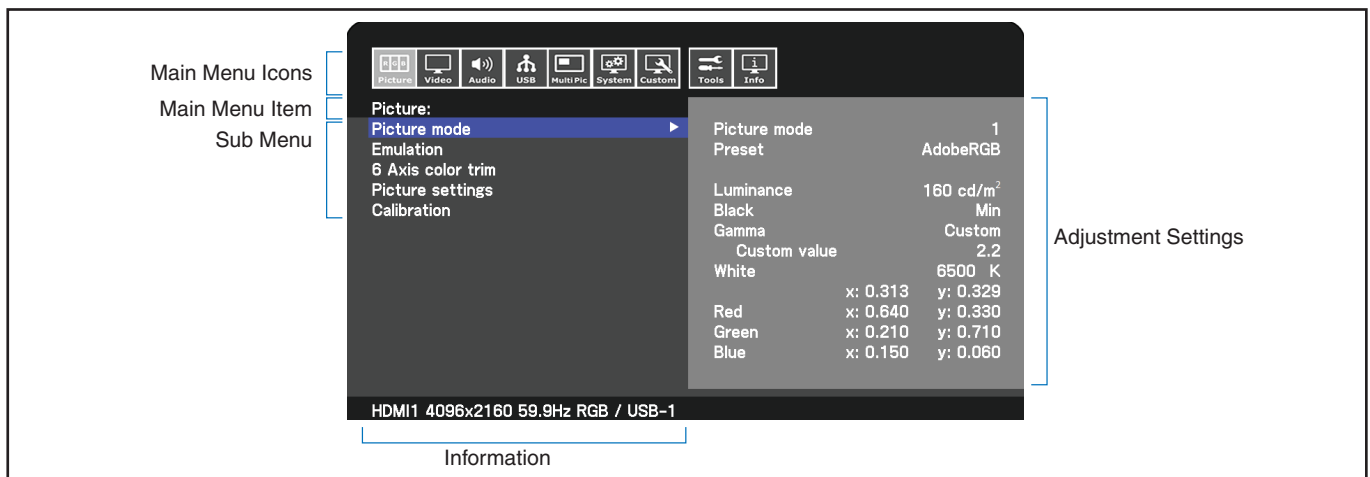 Main Menu Icons
RGB
Picture Video Audio USB MultiPic System Custom Tools Info
Main Menu Item
Picture:
Sub Menu
Picture mode
Emulation
6 Axis color trim
Picture settings
Calibration
Picture mode 1
Preset AdobeRGB
Luminance 160 cd/m²
Black Min
Gamma Custom
Custom value 2.2
White 6500 K
x: 0.313 y: 0.329
Red x: 0.640 y: 0.330
Green x: 0.210 y: 0.710
Blue x: 0.150 y: 0.060
Adjustment Settings
HDMI1 4096x2160 59.9Hz RGB / USB-1
Information